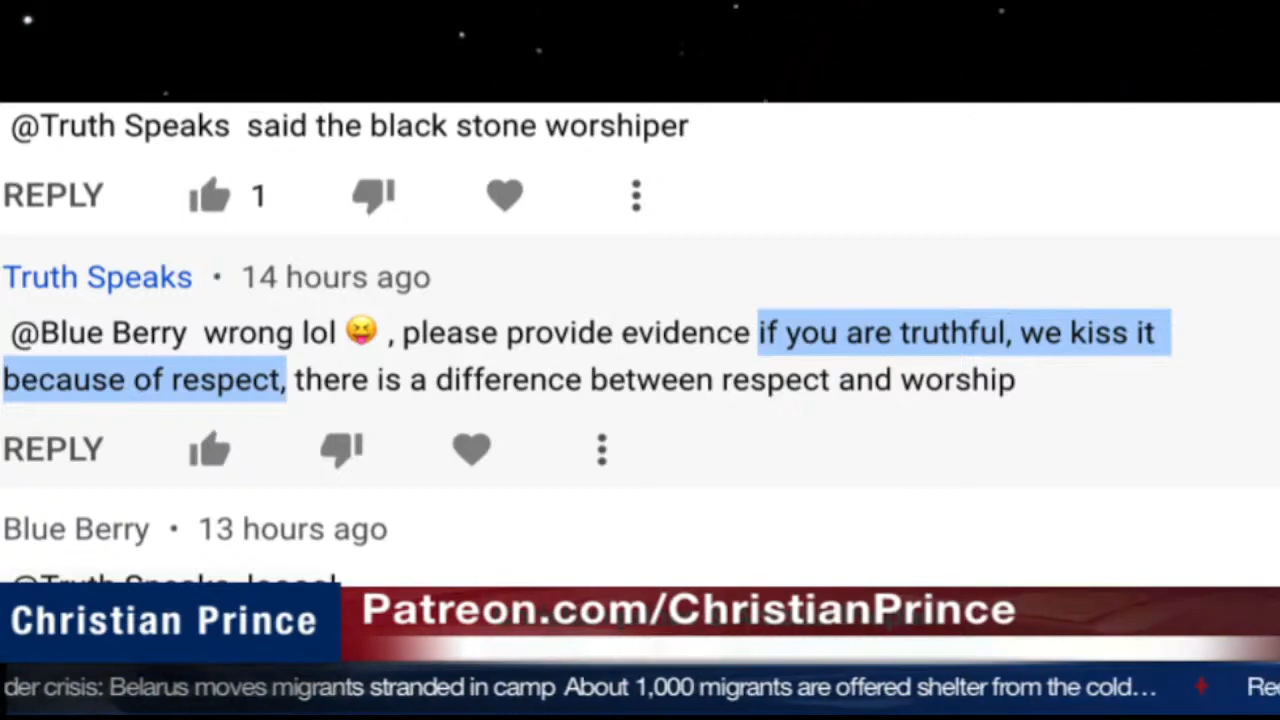 @Truth Speaks said the black stone worshiper
REPLY 1
Truth Speaks • 14 hours ago
@Blue Berry wrong lol 😝 , please provide evidence if you are truthful, we kiss it
because of respect, there is a difference between respect and worship
REPLY
Blue Berry • 13 hours ago
@Truth Speaks
Christian Prince
Patreon.com/ChristianPrince
der crisis: Belarus moves migrants stranded in camp About 1,000 migrants are offered shelter from the cold...